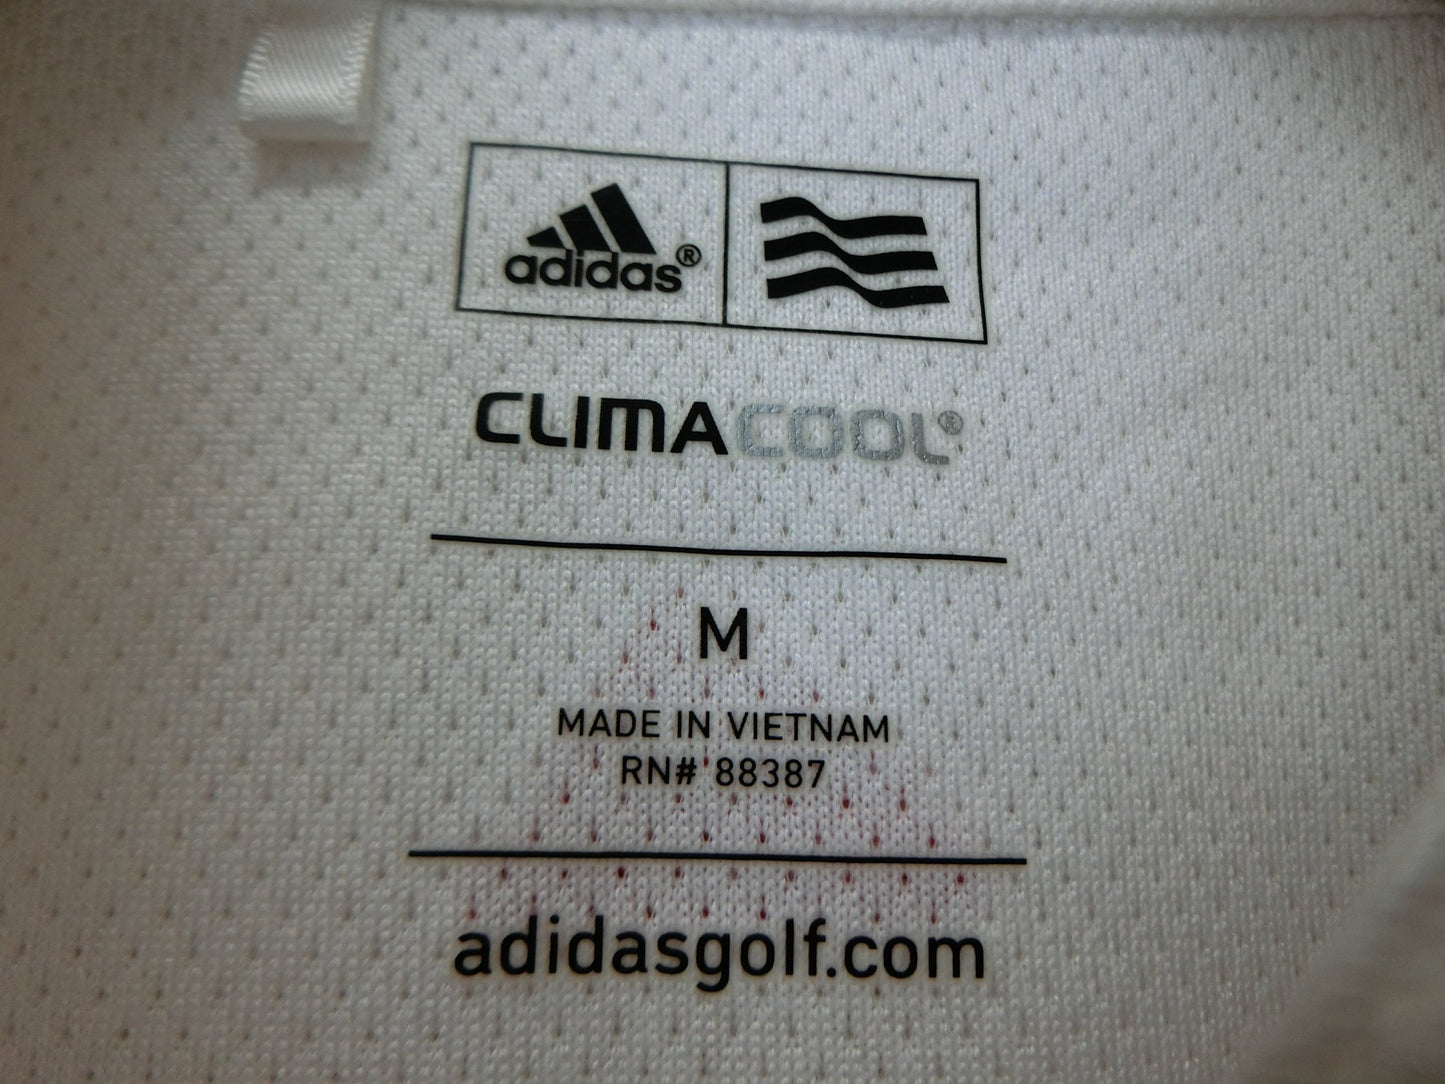 adidas®
CLIMACOOL®
M
MADE IN VIETNAM
RN# 88387
adidasgolf.com